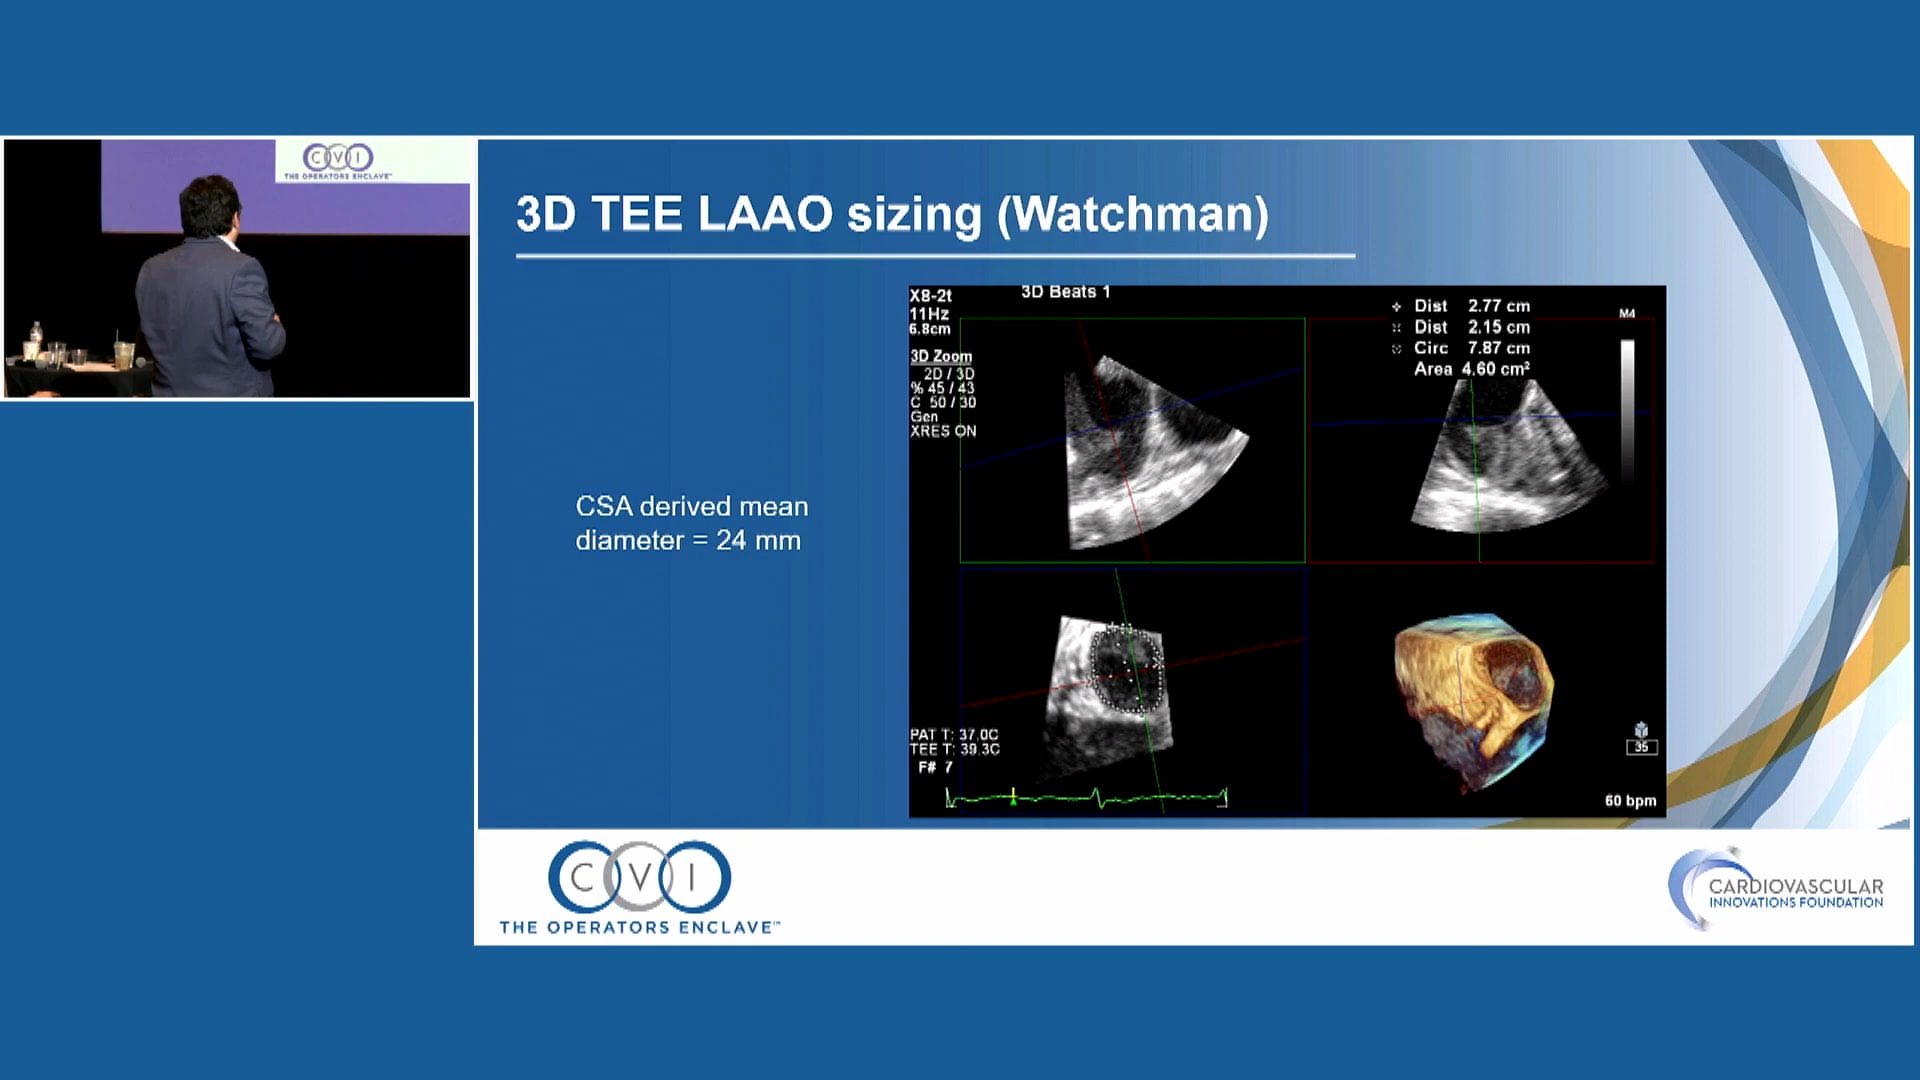 CVI
THE OPERATORS ENCLAVE™
3D TEE LAAO sizing (Watchman)
CSA derived mean
diameter = 24 mm
X8-2t
11Hz
6.8cm
3D Beats 1
3D Zoom
2D / 3D
% 45 / 43
C 50 / 30
Gen
XRES ON
Dist 2.77 cm
Dist 2.15 cm
Circ 7.87 cm
Area 4.60 cm²
M4
PAT T: 37.0C
TEE T: 39.3C
F# 7
35
60 bpm
CVI
THE OPERATORS ENCLAVE™
CARDIOVASCULAR
INNOVATIONS FOUNDATION